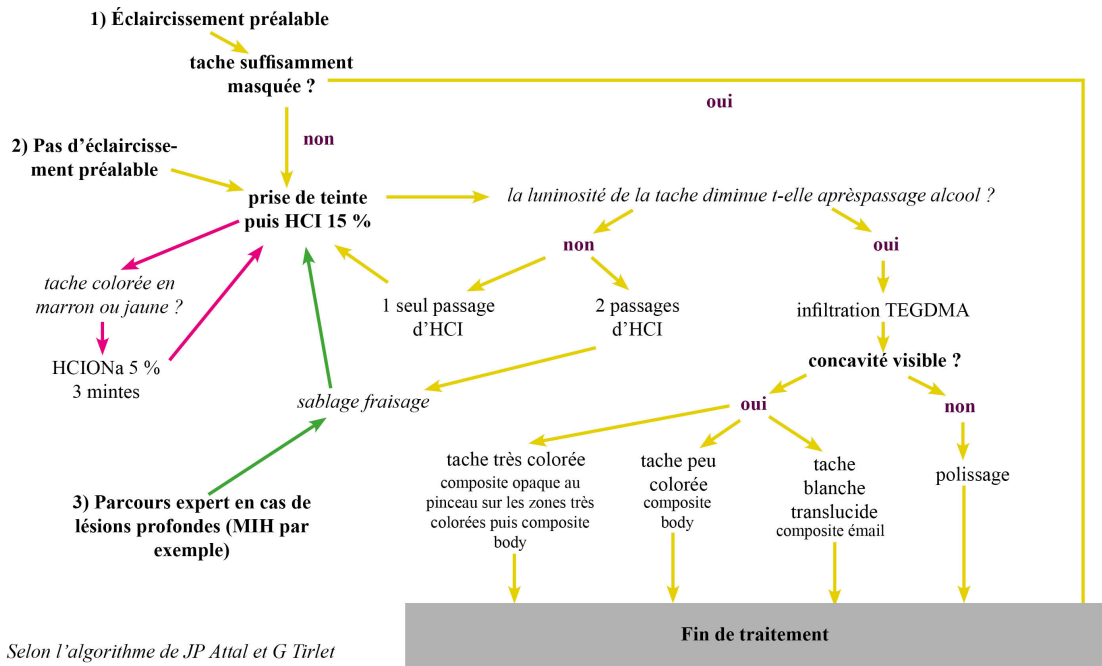 1) Éclaircissement préalable
tache suffisamment
masquée ?
oui
non
2) Pas d'éclaircisse-
ment préalable
prise de teinte
puis HCI 15 %
la luminosité de la tache diminue t-elle aprèspassage alcool ?
non
oui
tache colorée en
marron ou jaune ?
1 seul passage
d'HCI
2 passages
d'HCI
infiltration TEGDMA
HCIONa 5 %
3 mintes
concavité visible ?
sablage fraisage
oui
non
tache très colorée
composite opaque au
pinceau sur les zones très
colorées puis composite
body
tache peu
colorée
composite
body
tache
blanche
translucide
composite émail
polissage
3) Parcours expert en cas de
lésions profondes (MIH par
exemple)
Fin de traitement
Selon l'algorithme de JP Attal et G Tirlet